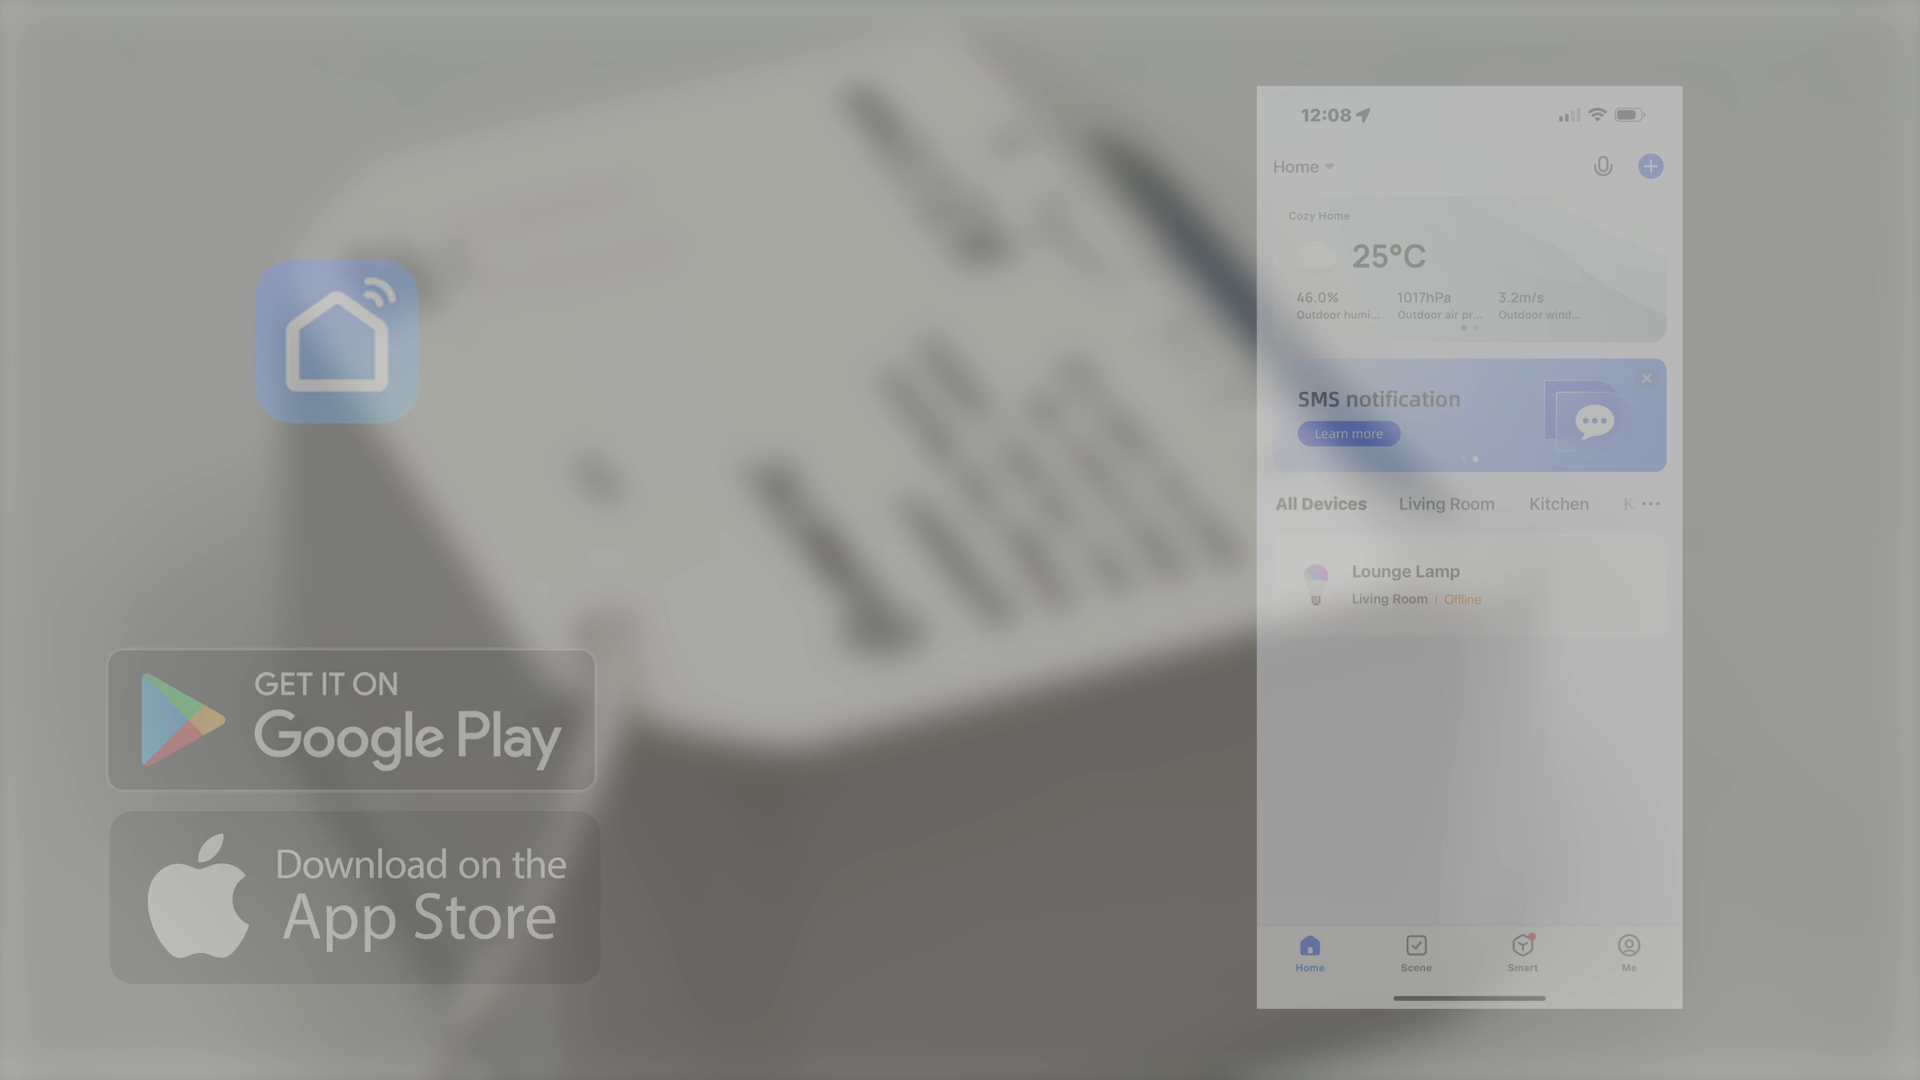 GET IT ON
Google Play
Download on the
App Store
12:08
Home
Cozy Home
25°C
46.0%
1017hPa
3.2m/s
Outdoor humi...
Outdoor air pr...
Outdoor wind...
SMS notification
Learn more
All Devices
Living Room
Kitchen
K
Lounge Lamp
Living Room
Offline
Home
Scene
Smart
Me